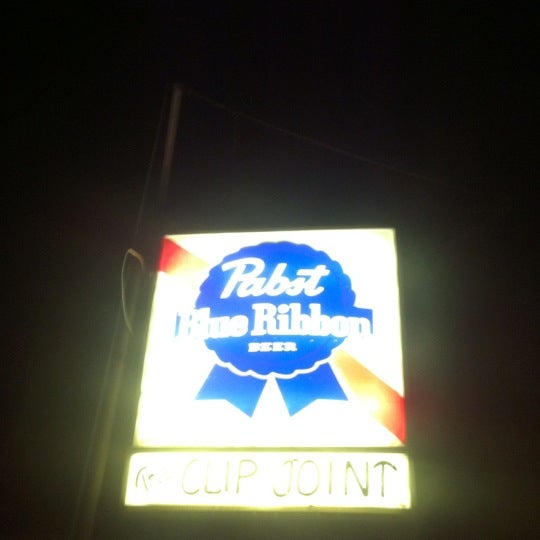 Pabst
Blue Ribbon
BEER
CLIP JOINT